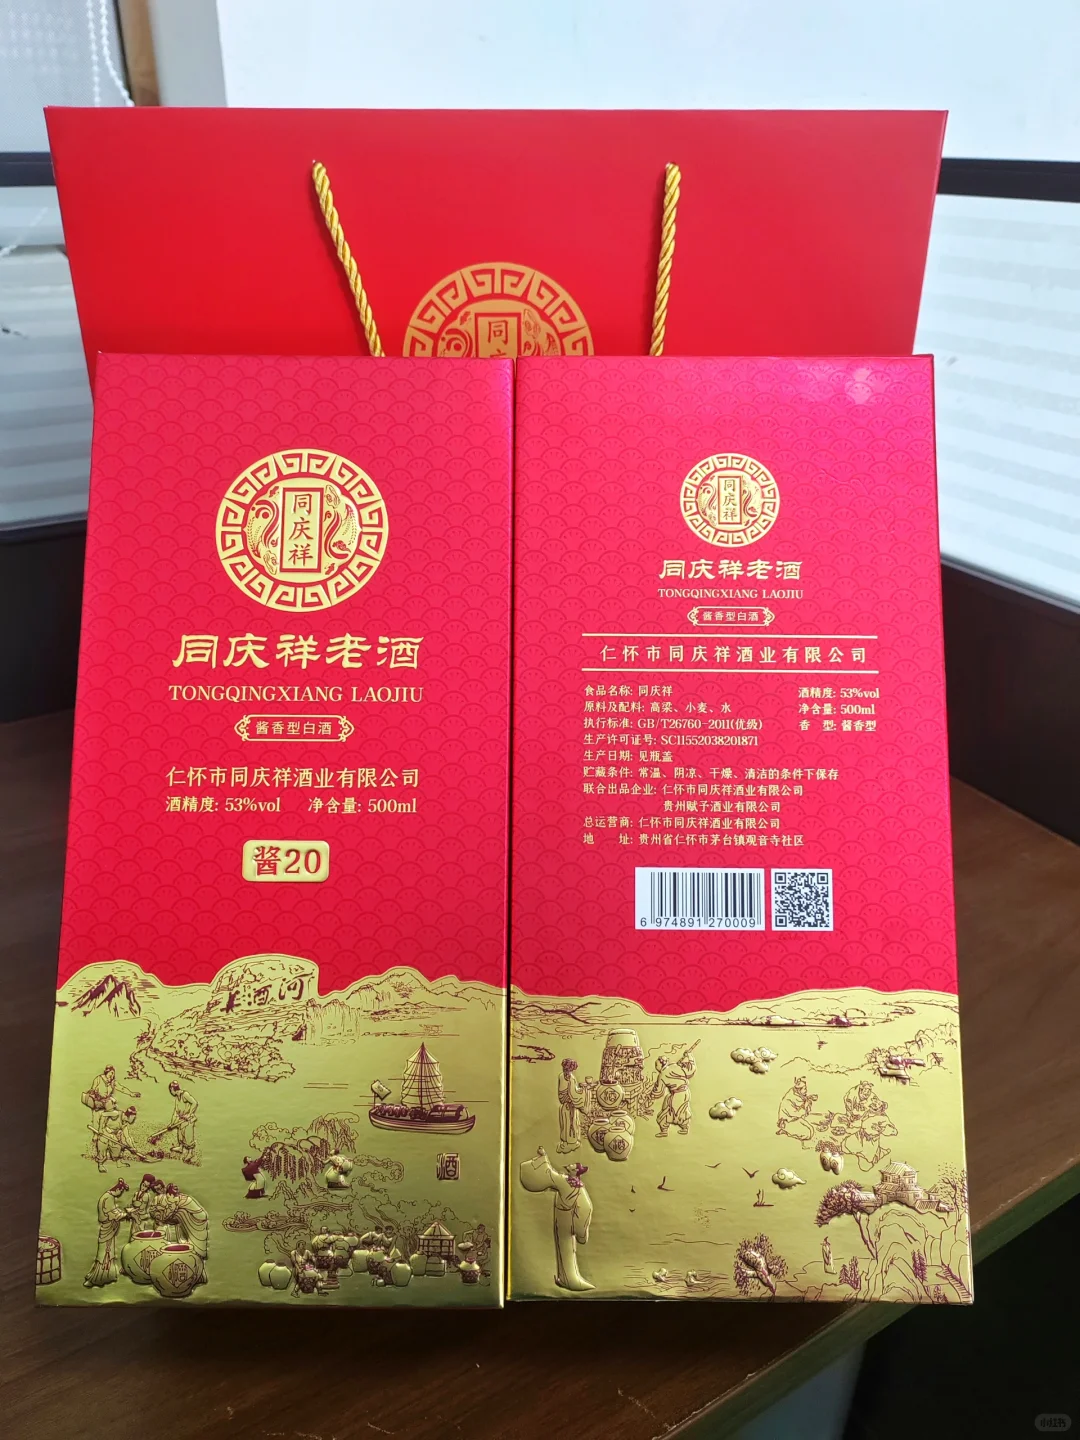 同
同庆祥
同庆祥老酒
TONGQINGXIANG LAOJIU
酱香型白酒
仁怀市同庆祥酒业有限公司
酒精度: 53%vol 净含量: 500ml
酱20
酒河
酒
同庆祥
同庆祥老酒
TONGQINGXIANG LAOJIU
酱香型白酒
仁怀市同庆祥酒业有限公司
食品名称: 同庆祥 酒精度: 53%vol
原料及配料: 高粱、小麦、水 净含量: 500ml
执行标准: GB/T26760-2011(优级) 香 型: 酱香型
生产许可证号: SC11552038201871
生产日期: 见瓶盖
贮藏条件: 常温、阴凉、干燥、清洁的条件下保存
联合出品企业: 仁怀市同庆祥酒业有限公司
贵州赋予酒业有限公司
总运营商: 仁怀市同庆祥酒业有限公司
地 址: 贵州省仁怀市茅台镇观音寺社区
6 974891 270009
小红书